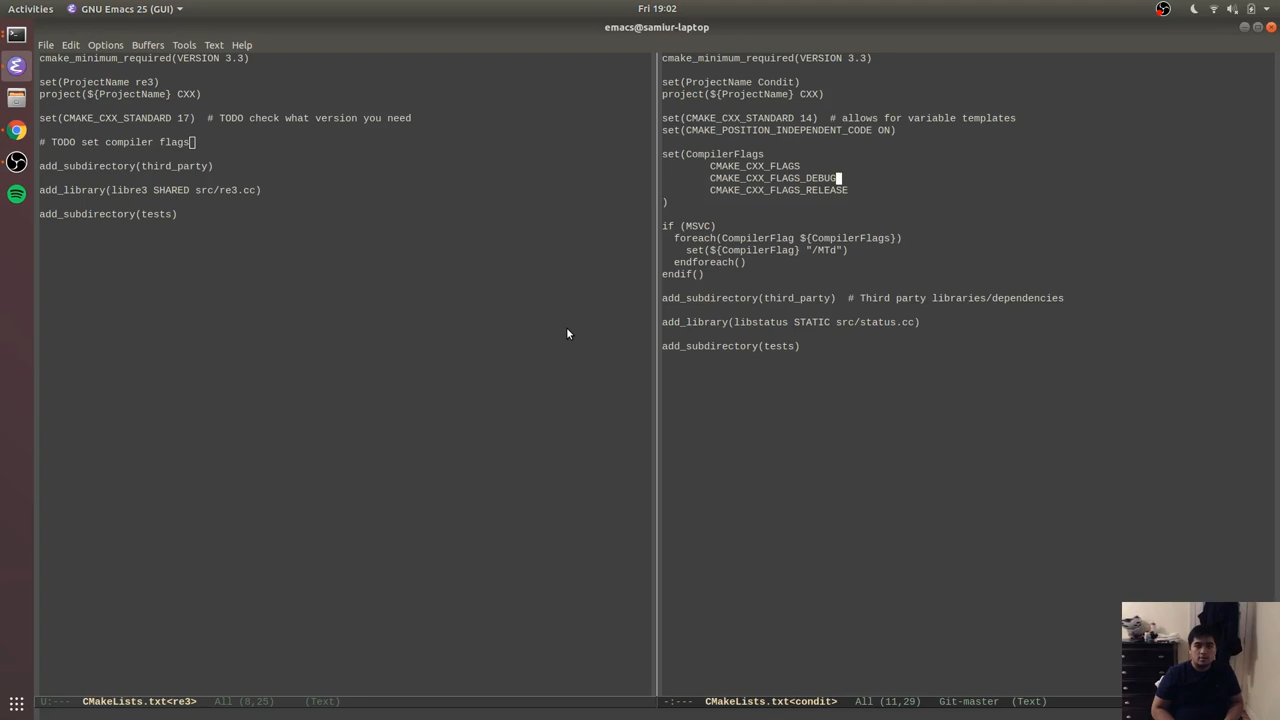 Activities
GNU Emacs 25 (GUI)
Fri 19:02
emacs@samiur-laptop
File Edit Options Buffers Tools Text Help
cmake_minimum_required(VERSION 3.3)
set(ProjectName re3)
project(${ProjectName} CXX)
set(CMAKE_CXX_STANDARD 17)  # TODO check what version you need
# TODO set compiler flags
add_subdirectory(third_party)
add_library(libre3 SHARED src/re3.cc)
add_subdirectory(tests)
U:---  CMakeLists.txt<re3>  All (8,25)  (Text)
cmake_minimum_required(VERSION 3.3)
set(ProjectName Condit)
project(${ProjectName} CXX)
set(CMAKE_CXX_STANDARD 14)  # allows for variable templates
set(CMAKE_POSITION_INDEPENDENT_CODE ON)
set(CompilerFlags
CMAKE_CXX_FLAGS
CMAKE_CXX_FLAGS_DEBUG
CMAKE_CXX_FLAGS_RELEASE
)
if (MSVC)
foreach(CompilerFlag ${CompilerFlags})
set(${CompilerFlag} "/MTd")
endforeach()
endif()
add_subdirectory(third_party)  # Third party libraries/dependencies
add_library(libstatus STATIC src/status.cc)
add_subdirectory(tests)
-:---  CMakeLists.txt<condit>  All (11,29)  Git-master  (Text)